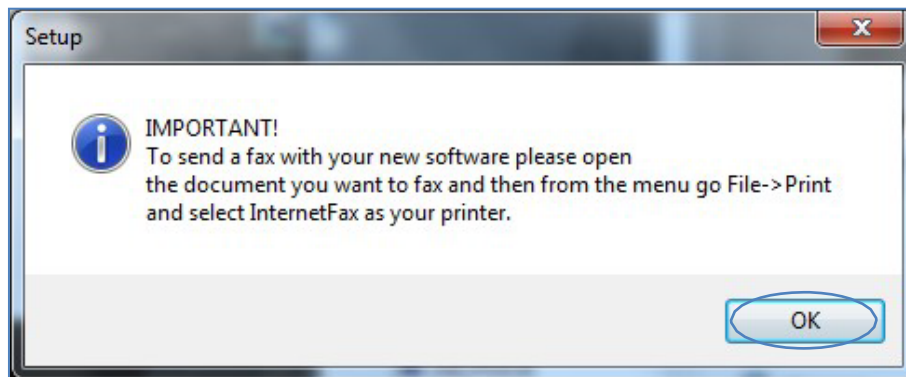 Setup
IMPORTANT!
To send a fax with your new software please open
the document you want to fax and then from the menu go File->Print
and select InternetFax as your printer.
OK